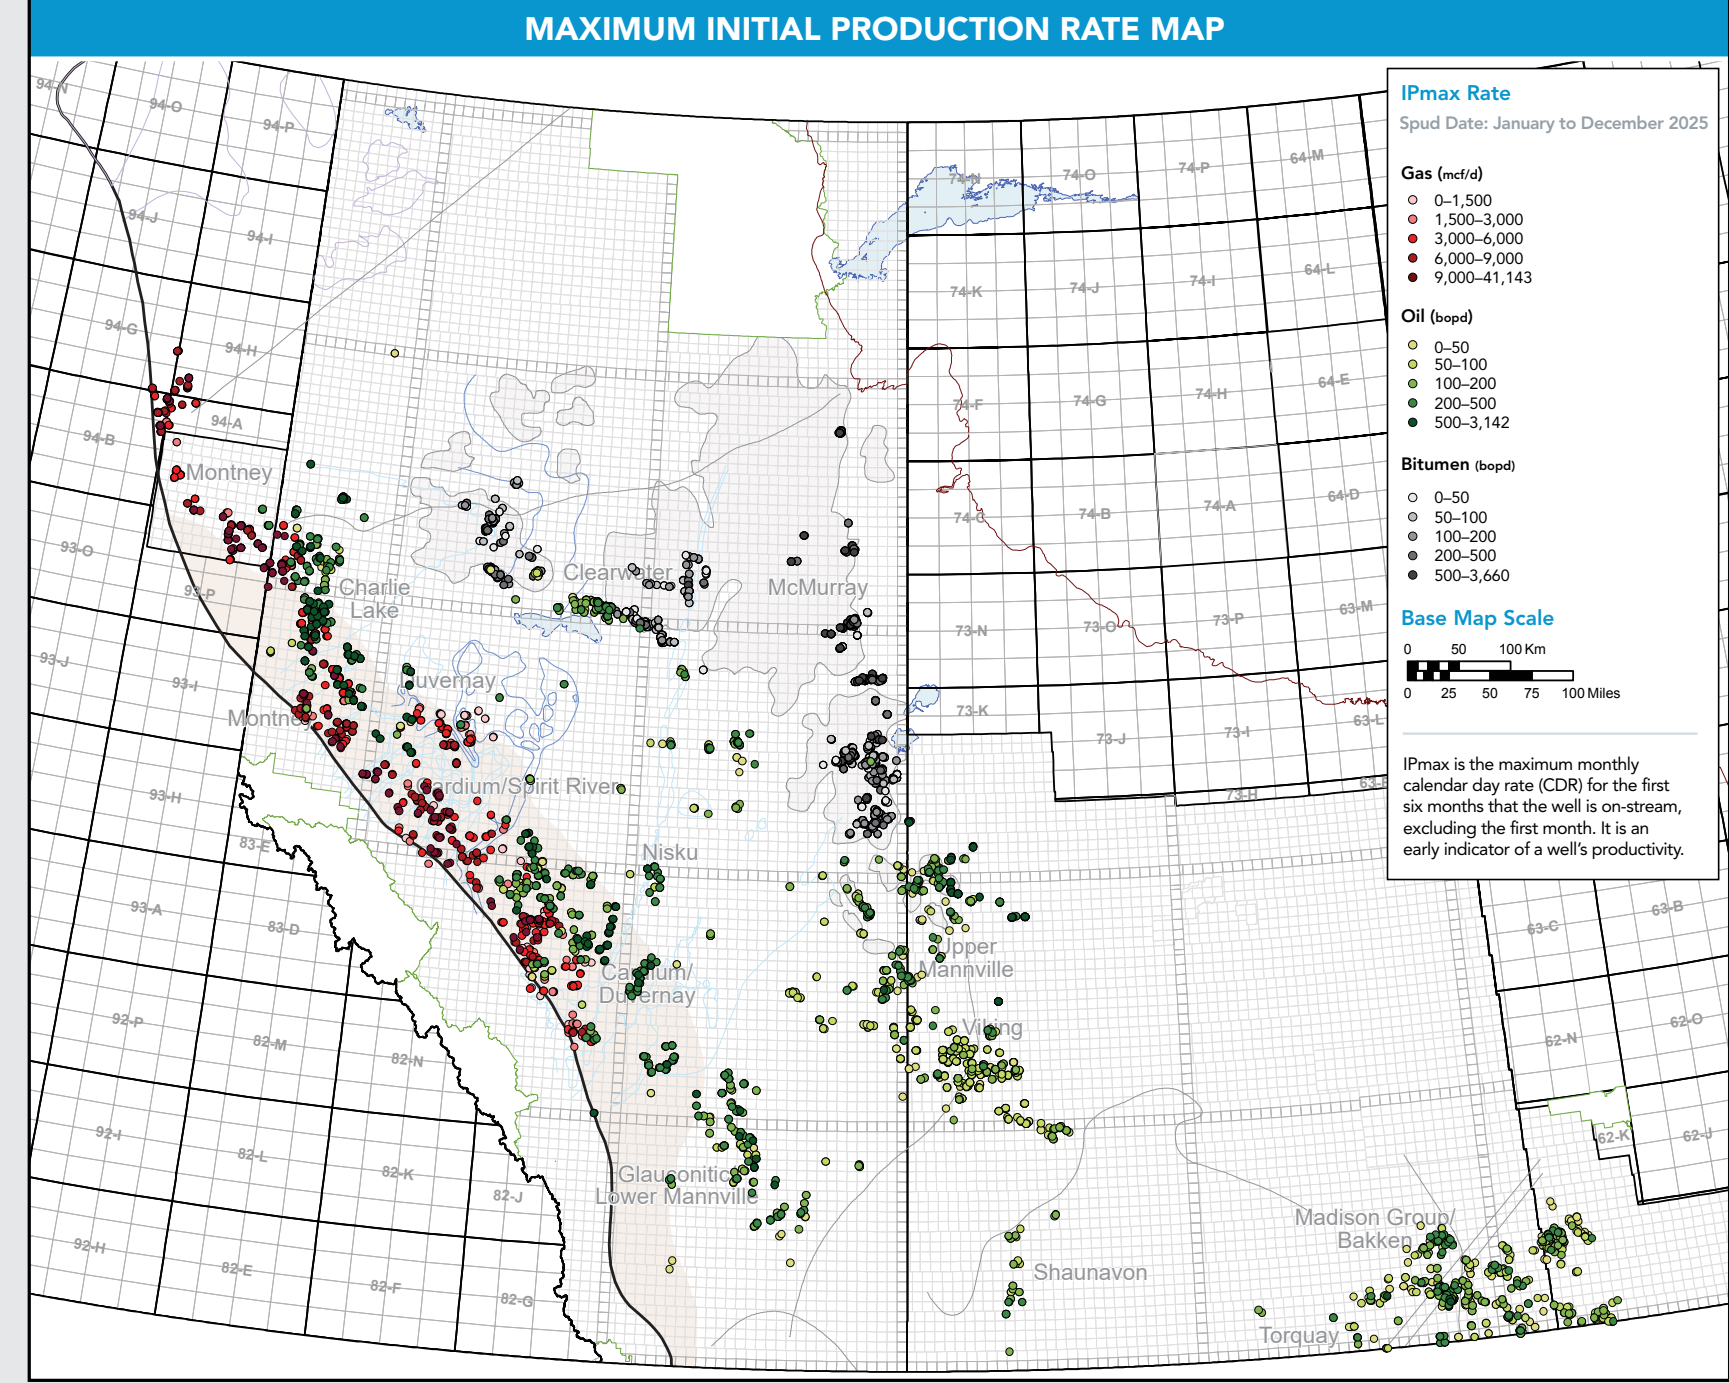 MAXIMUM INITIAL PRODUCTION RATE MAP
IPmax Rate
Spud Date: January to December 2025
Gas (mcf/d)
0–1,500
1,500–3,000
3,000–6,000
6,000–9,000
9,000–41,143
Oil (bopd)
0–50
50–100
100–200
200–500
500–3,142
Bitumen (bopd)
0–50
50–100
100–200
200–500
500–3,660
Base Map Scale
0 50 100 Km
0 25 50 75 100 Miles
IPmax is the maximum monthly
calendar day rate (CDR) for the first
six months that the well is on-stream,
excluding the first month. It is an
early indicator of a well's productivity.
94-N
94-O
94-P
94-J
94-I
94-G
94-H
94-B
94-A
93-O
93-P
93-J
93-I
93-H
83-E
93-A
83-D
92-P
82-M
82-N
92-I
82-L
82-K
82-J
92-H
82-E
82-F
82-G
74-N
74-O
74-P
64-M
74-K
74-J
74-I
64-L
74-F
74-G
74-H
64-E
74-C
74-B
74-A
64-D
73-N
73-O
73-P
63-M
73-K
73-J
73-I
63-L
73-H
63-C
63-B
62-N
62-O
62-K
62-J
Montney
Charlie
Lake
Clearwater
McMurray
Duvernay
Montney
Cardium/Spirit River
Nisku
Cardium/
Duvernay
Upper
Mannville
Viking
Glauconitic
Lower Mannville
Shaunavon
Madison Group/
Bakken
Torquay